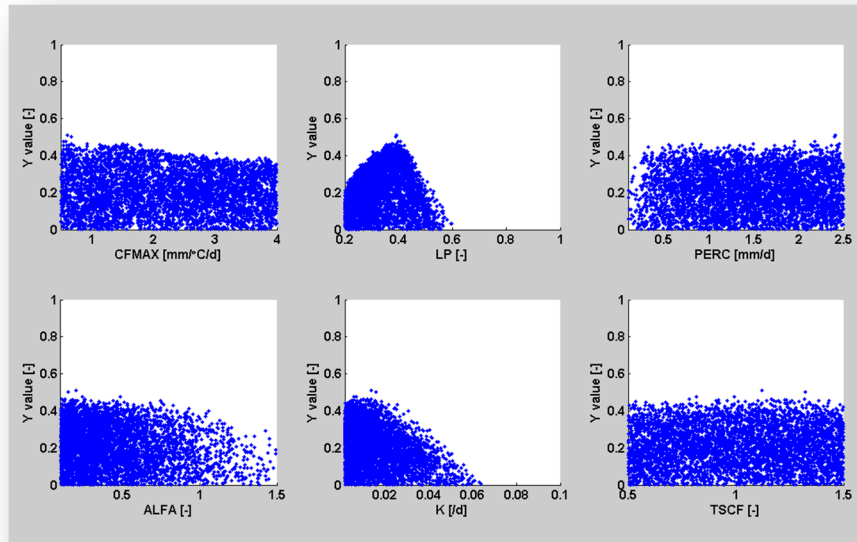 1
0.8
0.6
0.4
0.2
0
Y value [-]
1 2 3 4
CFMAX [mm/°C/d]
1
0.8
0.6
0.4
0.2
0
Y value
0.2 0.4 0.6 0.8 1
LP [-]
1
0.8
0.6
0.4
0.2
0
Y value [-]
0.5 1 1.5 2 2.5
PERC [mm/d]
1
0.8
0.6
0.4
0.2
0
Y value [-]
0.5 1 1.5
ALFA [-]
1
0.8
0.6
0.4
0.2
0
Y value [-]
0.02 0.04 0.06 0.08 0.1
K [/d]
1
0.8
0.6
0.4
0.2
0
Y value [-]
0.5 1 1.5
TSCF [-]